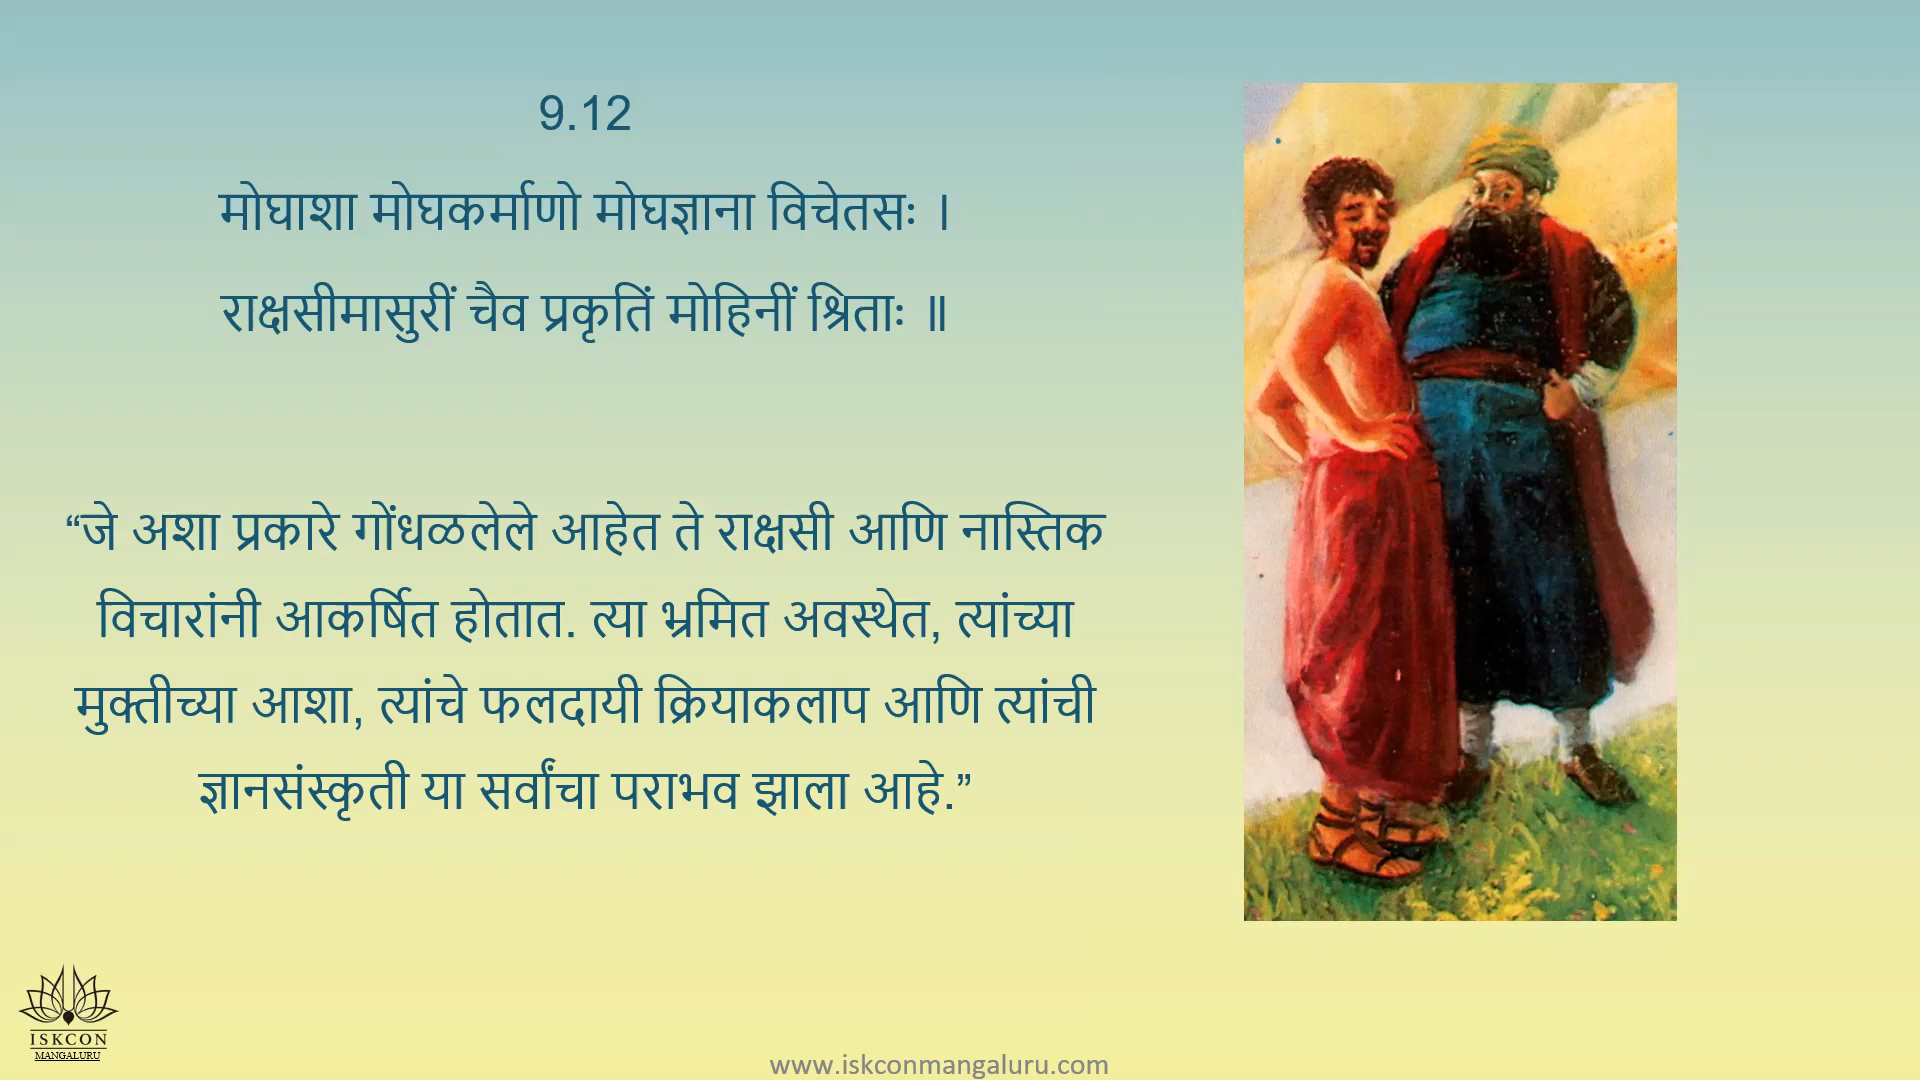 9.12
मोघाशा मोघकर्माणो मोघज्ञाना विचेतसः ।
राक्षसीमासुरीं चैव प्रकृतिं मोहिनीं श्रिताः ॥
“जे अशा प्रकारे गोंधळलेले आहेत ते राक्षसी आणि नास्तिक
विचारांनी आकर्षित होतात. त्या भ्रमित अवस्थेत, त्यांच्या
मुक्तीच्या आशा, त्यांचे फलदायी क्रियाकलाप आणि त्यांची
ज्ञानसंस्कृती या सर्वांचा पराभव झाला आहे.”
ISKCON
MANGALURU
www.iskconmangaluru.com